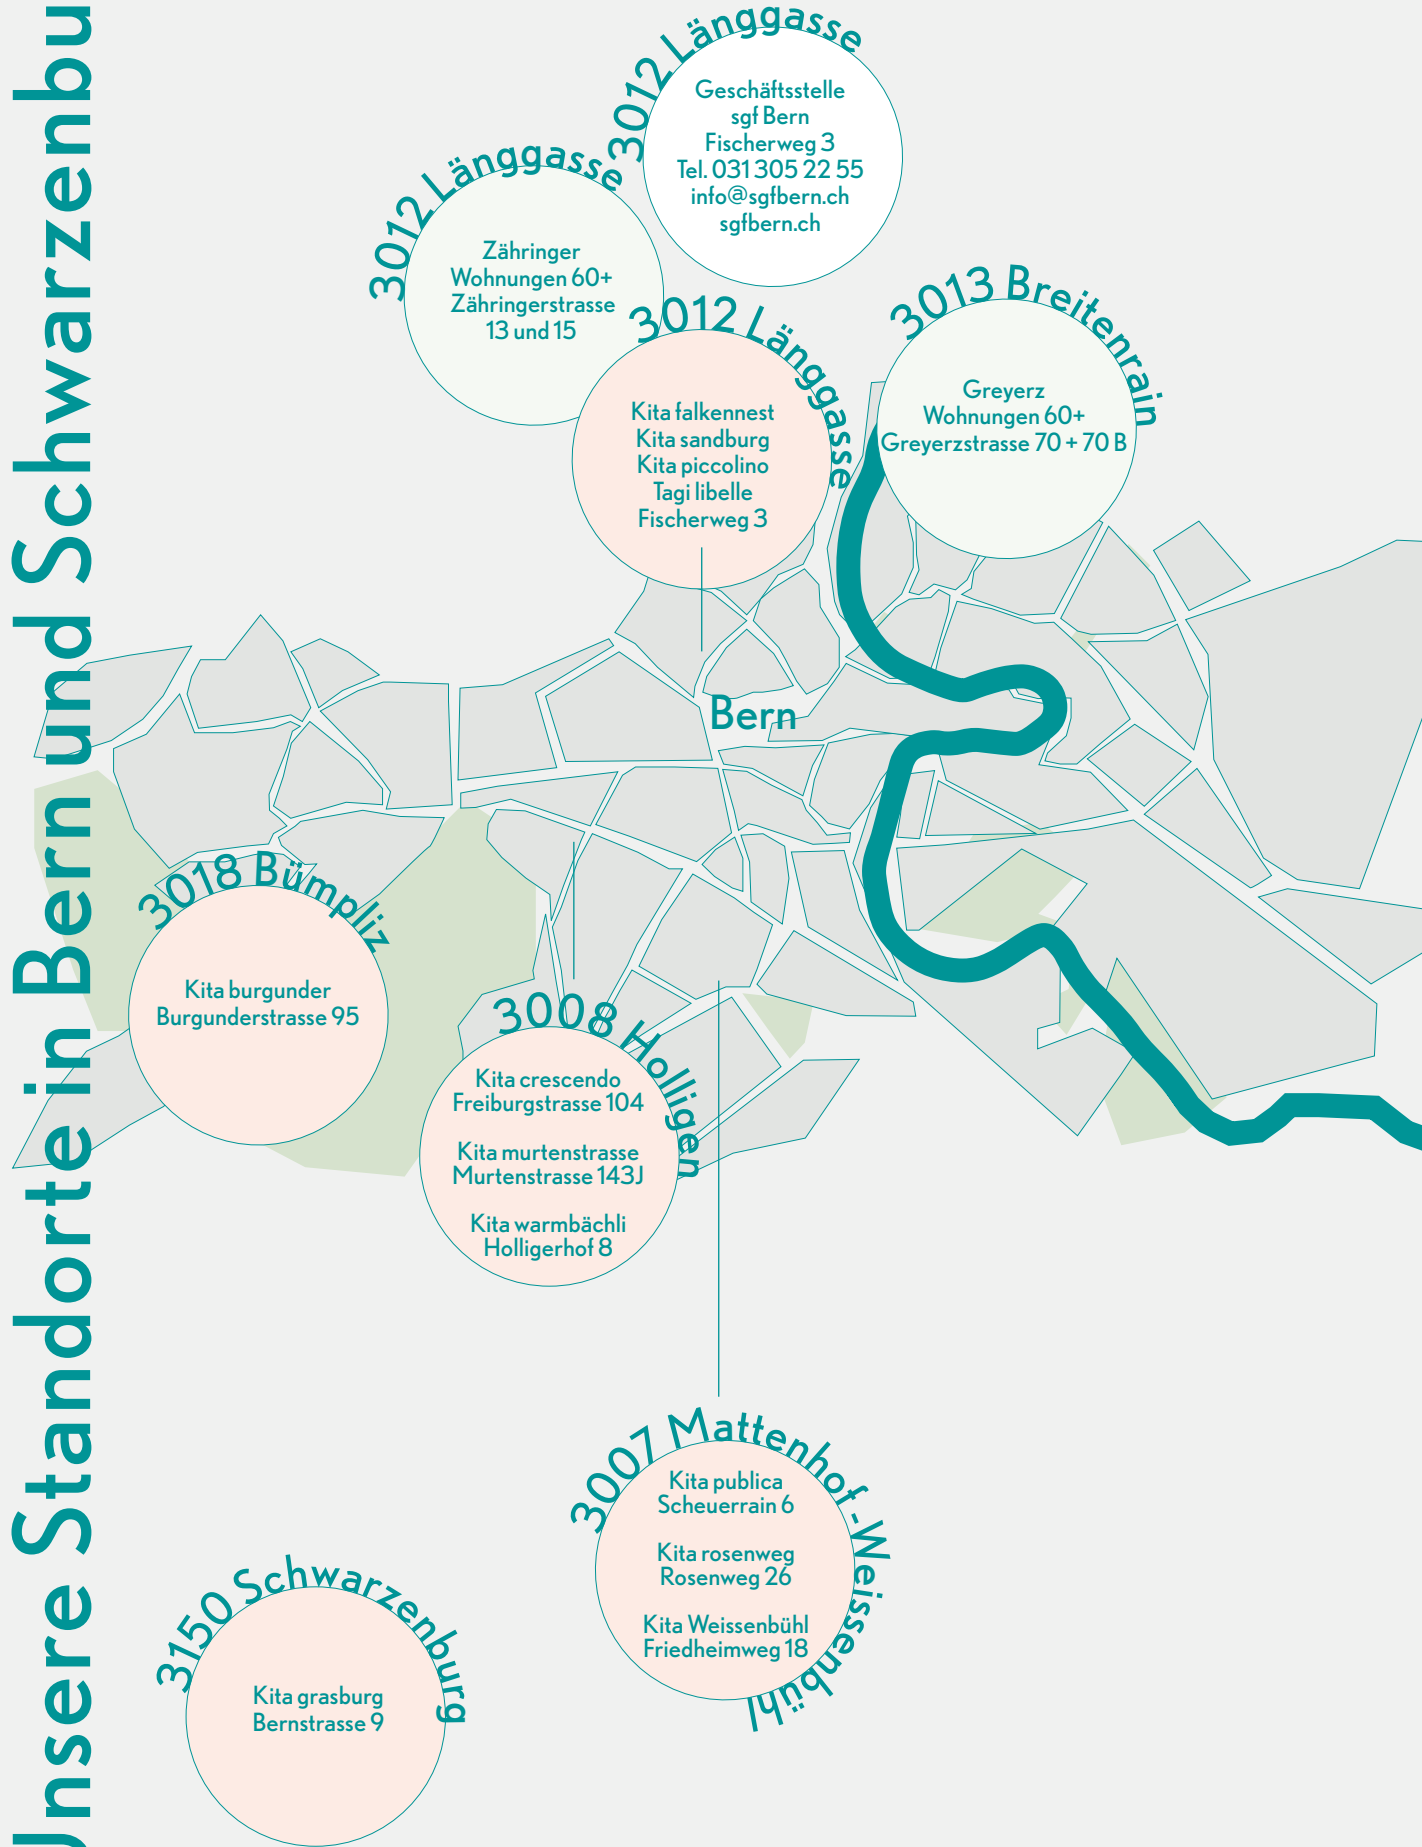 Unsere Standorte in Bern und Schwarzenbu
3012 Länggasse
Geschäftsstelle
sgf Bern
Fischerweg 3
Tel. 031 305 22 55
info@sgfbern.ch
sgfbern.ch
3012 Länggasse
Zähringer
Wohnungen 60+
Zähringerstrasse
13 und 15
3012 Länggasse
Kita falkennest
Kita sandburg
Kita piccolino
Tagi libelle
Fischerweg 3
3013 Breitenrain
Greyerz
Wohnungen 60+
Greyerzstrasse 70 + 70 B
Bern
3018 Bümpliz
Kita burgunder
Burgunderstrasse 95
3008 Holligen
Kita crescendo
Freiburgstrasse 104
Kita murtenstrasse
Murtenstrasse 143J
Kita warmbächli
Holligerhof 8
3007 Mattenhof-Weissenbühl
Kita publica
Scheuerrain 6
Kita rosenweg
Rosenweg 26
Kita Weissenbühl
Friedheimweg 18
3150 Schwarzenburg
Kita grasburg
Bernstrasse 9